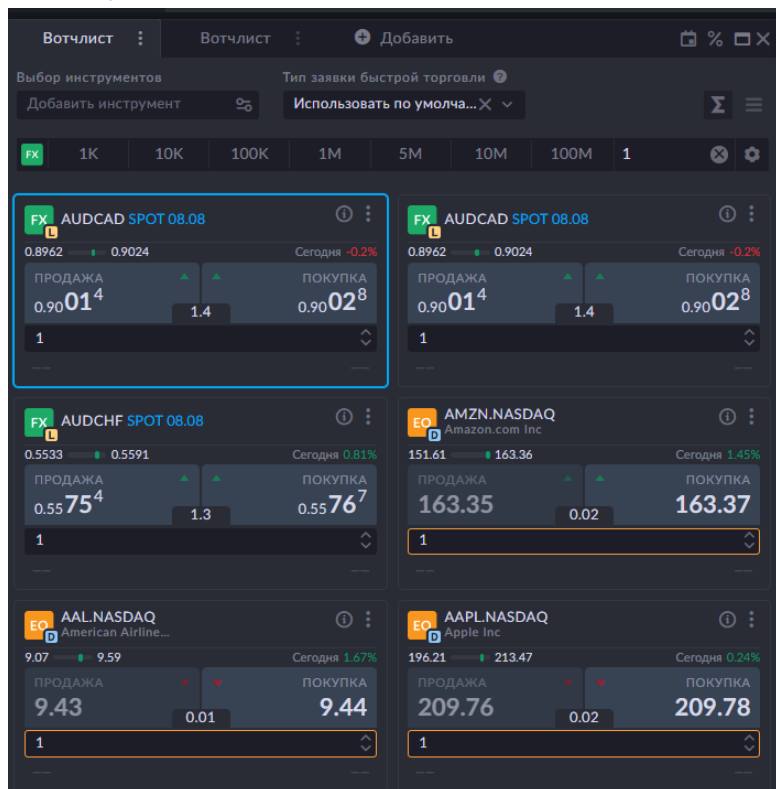 Вотчлист Вотчлист Добавить
Выбор инструментов Тип заявки быстрой торговли
Добавить инструмент Использовать по умолча...
FX 1K 10K 100K 1M 5M 10M 100M 1
FX L AUDCAD SPOT 08.08
0.8962 0.9024 Сегодня -0.2%
ПРОДАЖА ПОКУПКА
0.90014 1.4 0.90028
1
FX L AUDCAD SPOT 08.08
0.8962 0.9024 Сегодня -0.2%
ПРОДАЖА ПОКУПКА
0.90014 1.4 0.90028
1
FX L AUDCHF SPOT 08.08
0.5533 0.5591 Сегодня 0.81%
ПРОДАЖА ПОКУПКА
0.55754 1.3 0.55767
1
EQ D AMZN.NASDAQ
Amazon.com Inc
151.61 163.36 Сегодня 1.45%
ПРОДАЖА ПОКУПКА
163.35 0.02 163.37
1
EQ D AAL.NASDAQ
American Airline...
9.07 9.59 Сегодня 1.67%
ПРОДАЖА ПОКУПКА
9.43 0.01 9.44
1
EQ D AAPL.NASDAQ
Apple Inc
196.21 213.47 Сегодня 0.24%
ПРОДАЖА ПОКУПКА
209.76 0.02 209.78
1